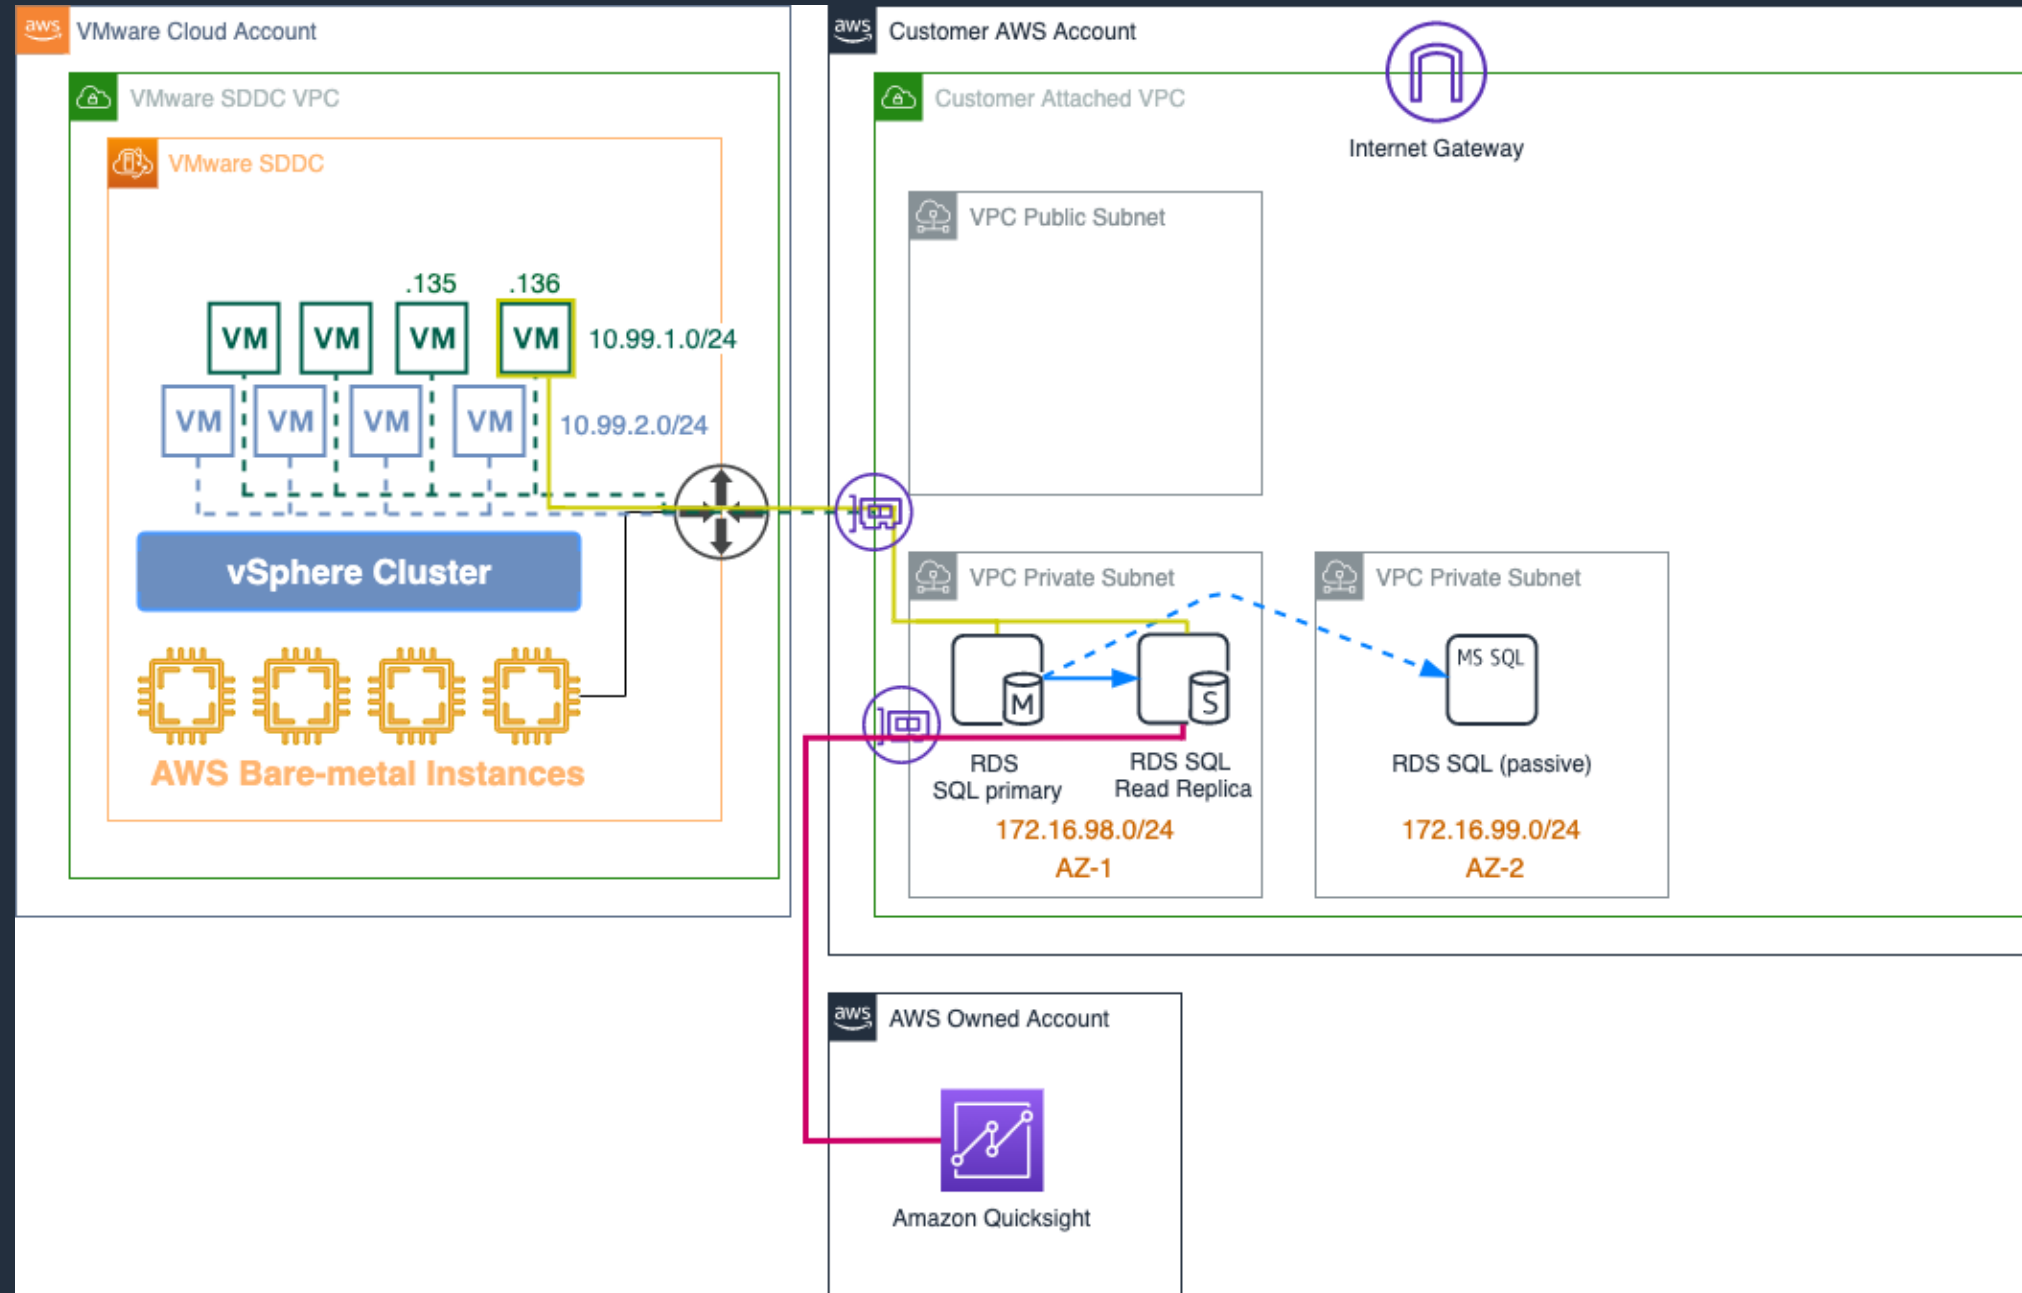 aws
VMware Cloud Account
VMware SDDC VPC
VMware SDDC
.135
.136
VM
VM
VM
VM
10.99.1.0/24
VM
VM
VM
VM
10.99.2.0/24
vSphere Cluster
AWS Bare-metal Instances
aws
Customer AWS Account
Customer Attached VPC
Internet Gateway
VPC Public Subnet
VPC Private Subnet
M
S
RDS
SQL primary
RDS SQL
Read Replica
172.16.98.0/24
AZ-1
VPC Private Subnet
MS SQL
RDS SQL (passive)
172.16.99.0/24
AZ-2
aws
AWS Owned Account
Amazon Quicksight